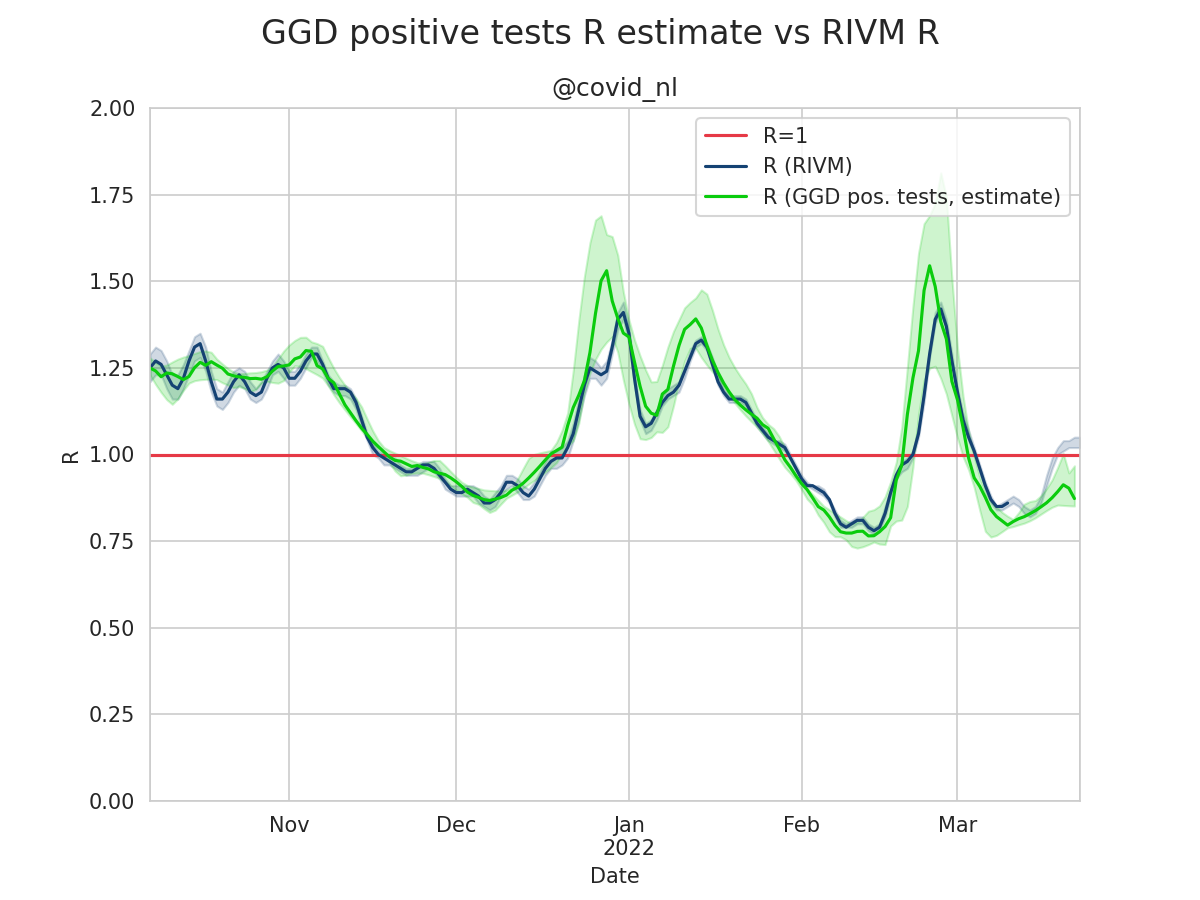 GGD positive tests R estimate vs RIVM R
@covid_nl
R=1
R (RIVM)
R (GGD pos. tests, estimate)
2.00
1.75
1.50
1.25
1.00
0.75
0.50
0.25
0.00
R
Nov
Dec
Jan
2022
Feb
Mar
Date